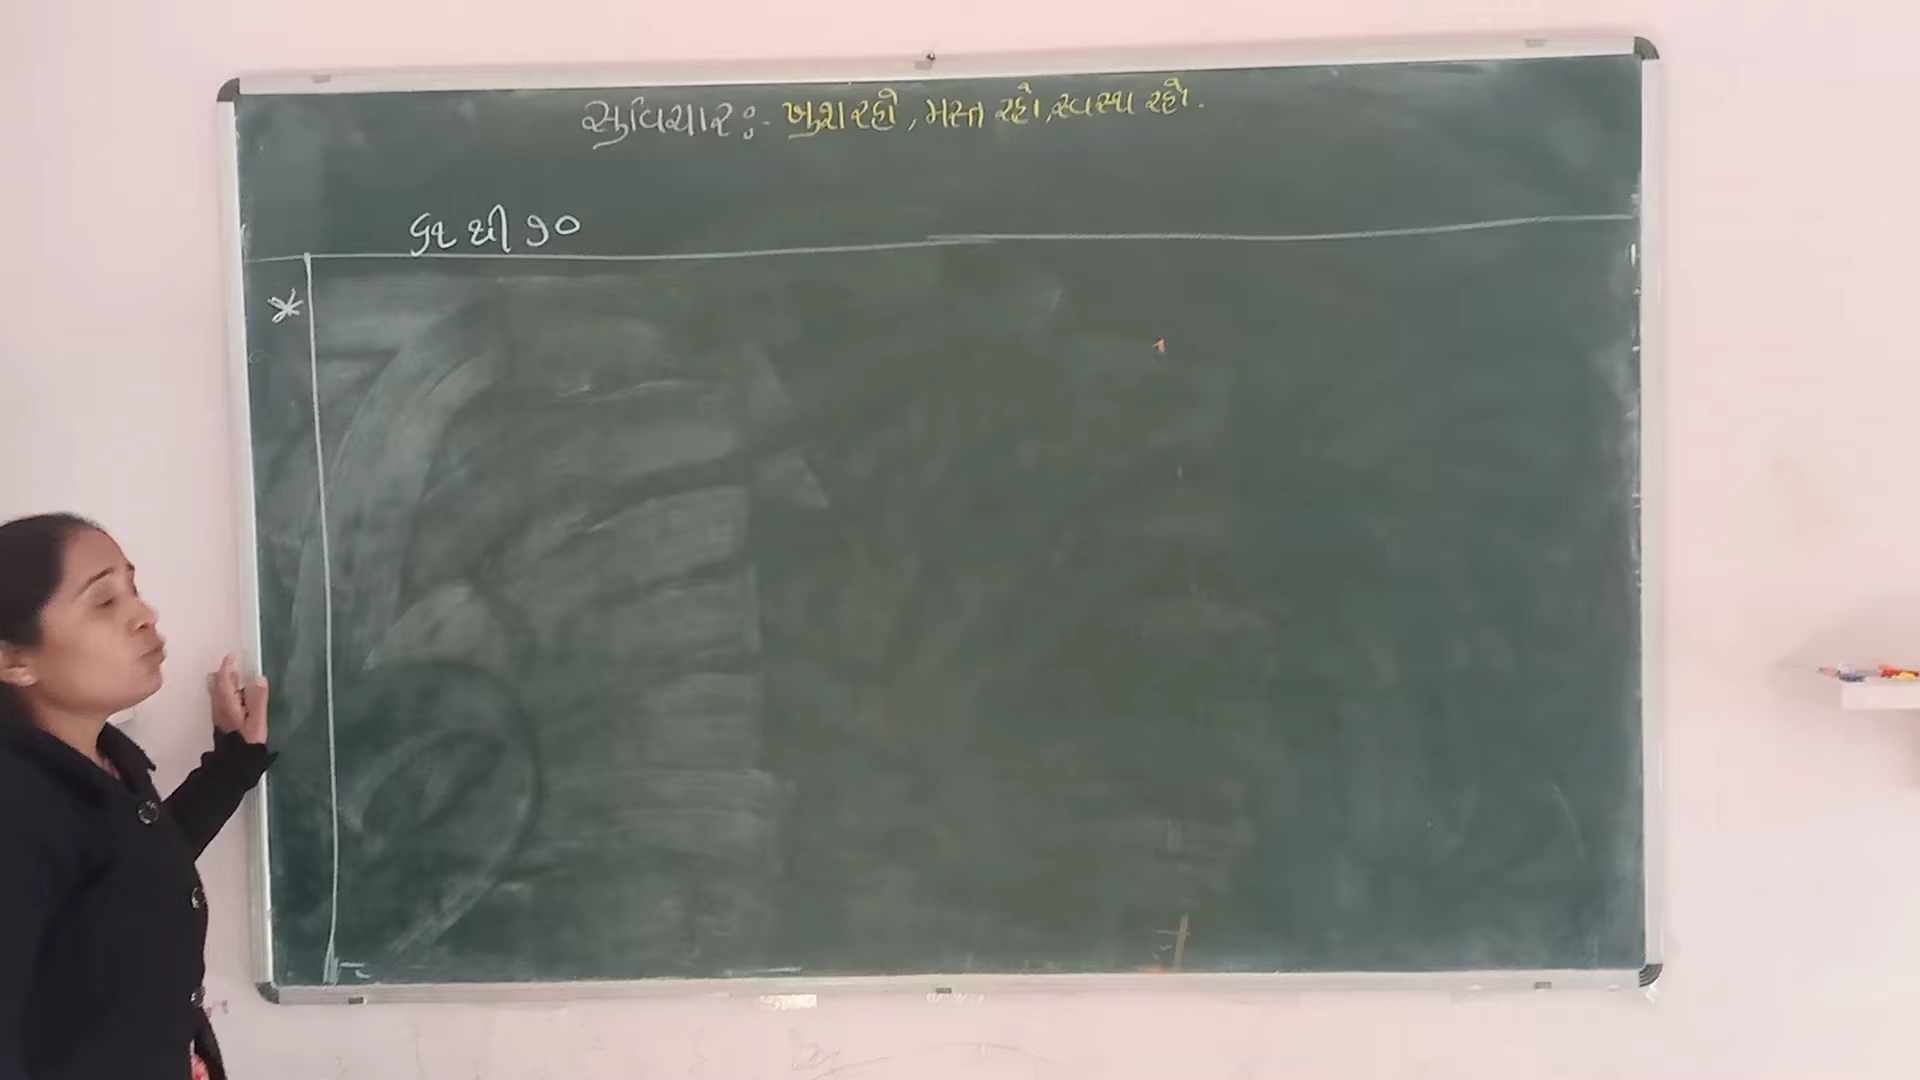 સુવિચાર :- ખુશ રહો, મસ્ત રહો, સ્વસ્થ રહો.
૬૧ થી ૭૦
*